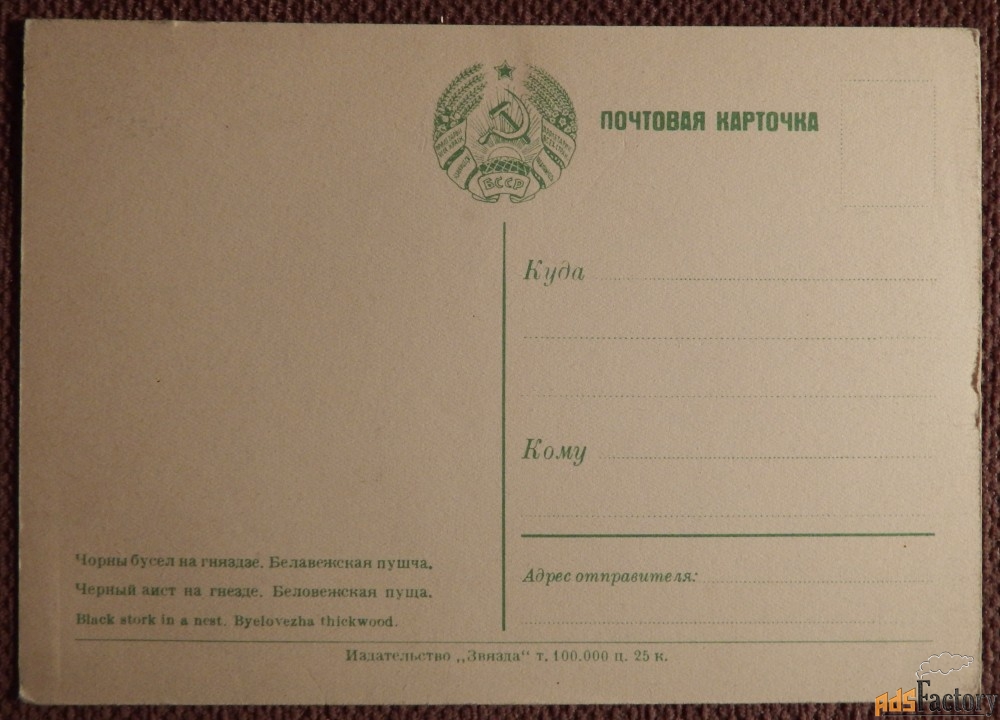 БССР
ПОЧТОВАЯ КАРТОЧКА
Куда
Кому
Адрес отправителя:
Чорны бусел на гняздзе. Белавежская пушча.
Черный аист на гнезде. Беловежская пуща.
Black stork in a nest. Byelovezha thickwood.
Издательство „Звязда" т. 100.000 ц. 25 к.
AdsFactory